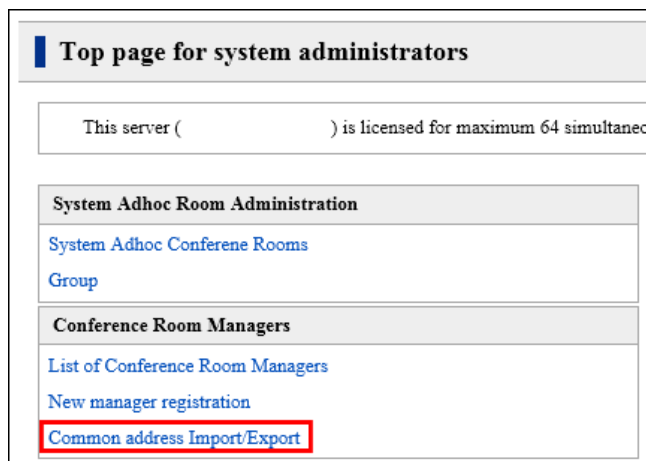 Top page for system administrators
This server ( ) is licensed for maximum 64 simultanec
System Adhoc Room Administration
System Adhoc Conferene Rooms
Group
Conference Room Managers
List of Conference Room Managers
New manager registration
Common address Import/Export